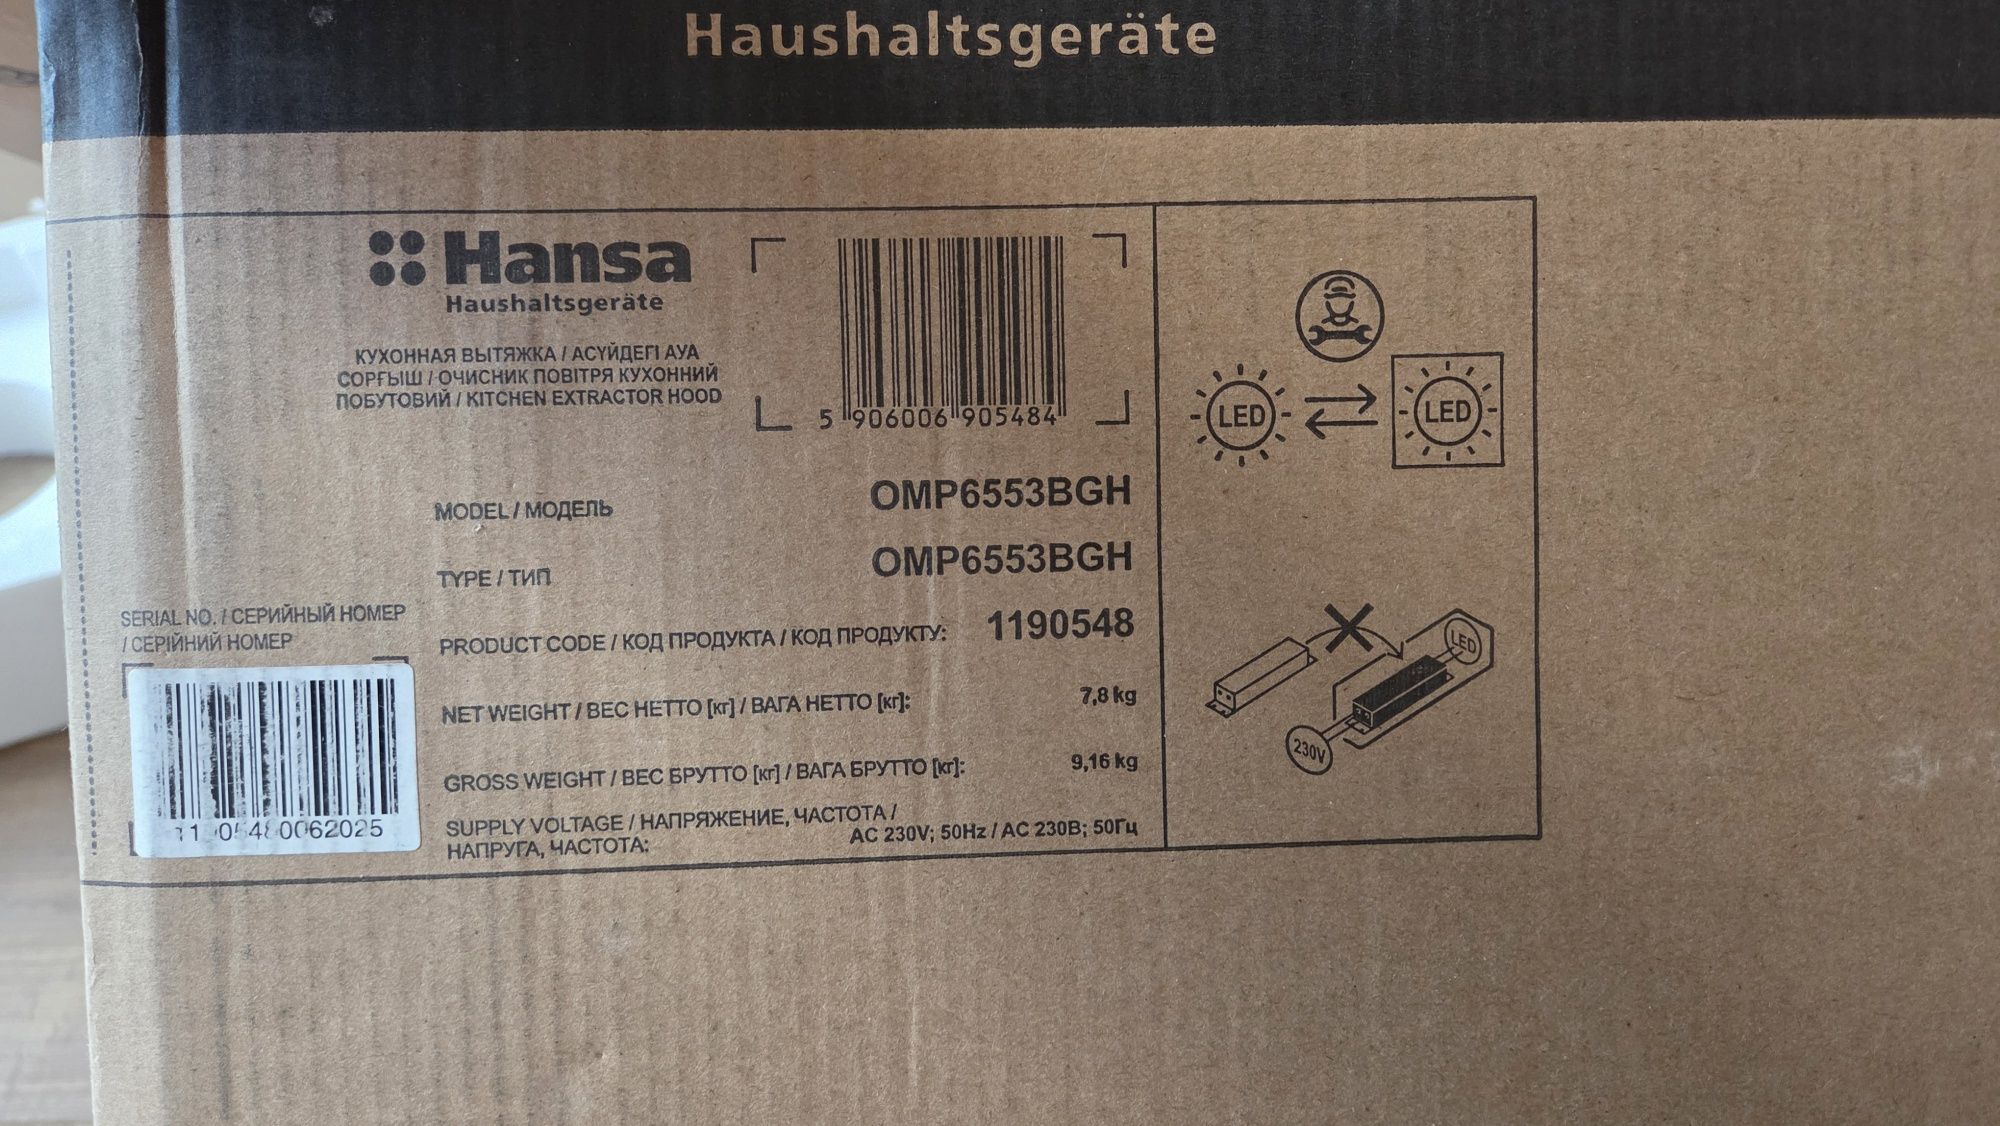 Haushaltsgeräte
Hansa
Haushaltsgeräte
КУХОННАЯ ВЫТЯЖКА / АСҮЙДЕГІ АУА
СОРҒЫШ / ОЧИСНИК ПОВІТРЯ КУХОННИЙ
ПОБУТОВИЙ / KITCHEN EXTRACTOR HOOD
5 906006 905484
MODEL / МОДЕЛЬ OMP6553BGH
TYPE / ТИП OMP6553BGH
SERIAL NO. / СЕРИЙНЫЙ НОМЕР
/ СЕРІЙНИЙ НОМЕР
PRODUCT CODE / КОД ПРОДУКТА / КОД ПРОДУКТУ: 1190548
NET WEIGHT / ВЕС НЕТТО [кг] / ВАГА НЕТТО [кг]: 7,8 kg
GROSS WEIGHT / ВЕС БРУТТО [кг] / ВАГА БРУТТО [кг]: 9,16 kg
SUPPLY VOLTAGE / НАПРЯЖЕНИЕ, ЧАСТОТА /
НАПРУГА, ЧАСТОТА: AC 230V; 50Hz / AC 230В; 50Гц
LED
LED
LED
230V